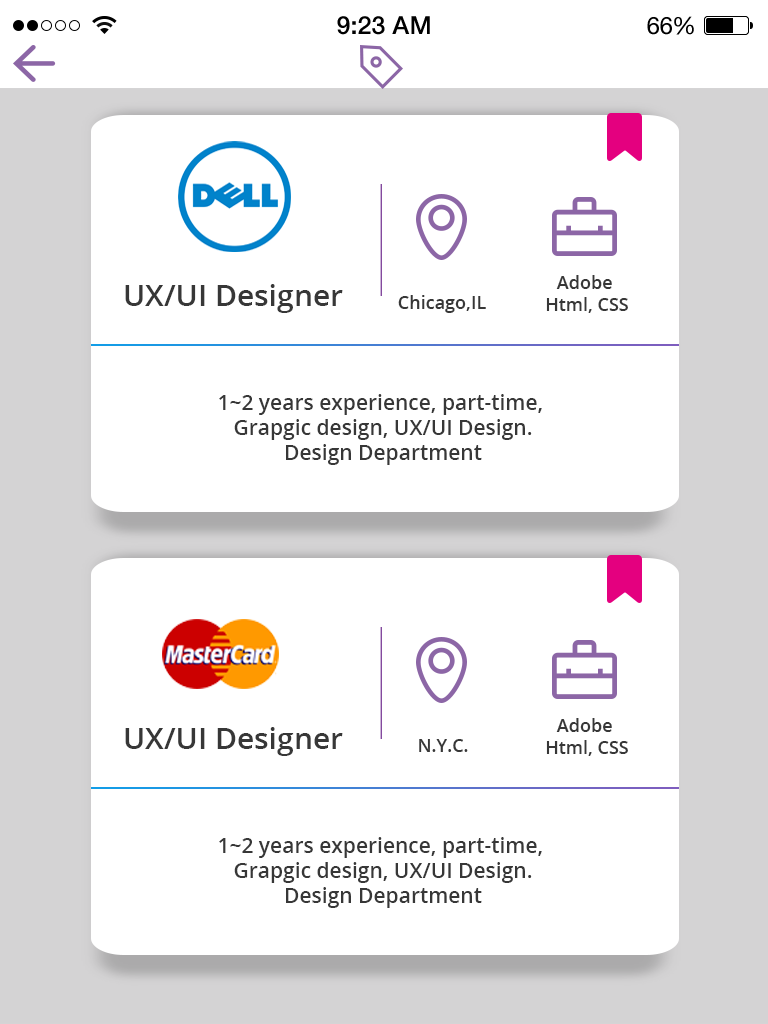 9:23 AM
66%
DELL
UX/UI Designer
Chicago,IL
Adobe
Html, CSS
1~2 years experience, part-time,
Grapgic design, UX/UI Design.
Design Department
MasterCard
UX/UI Designer
N.Y.C.
Adobe
Html, CSS
1~2 years experience, part-time,
Grapgic design, UX/UI Design.
Design Department